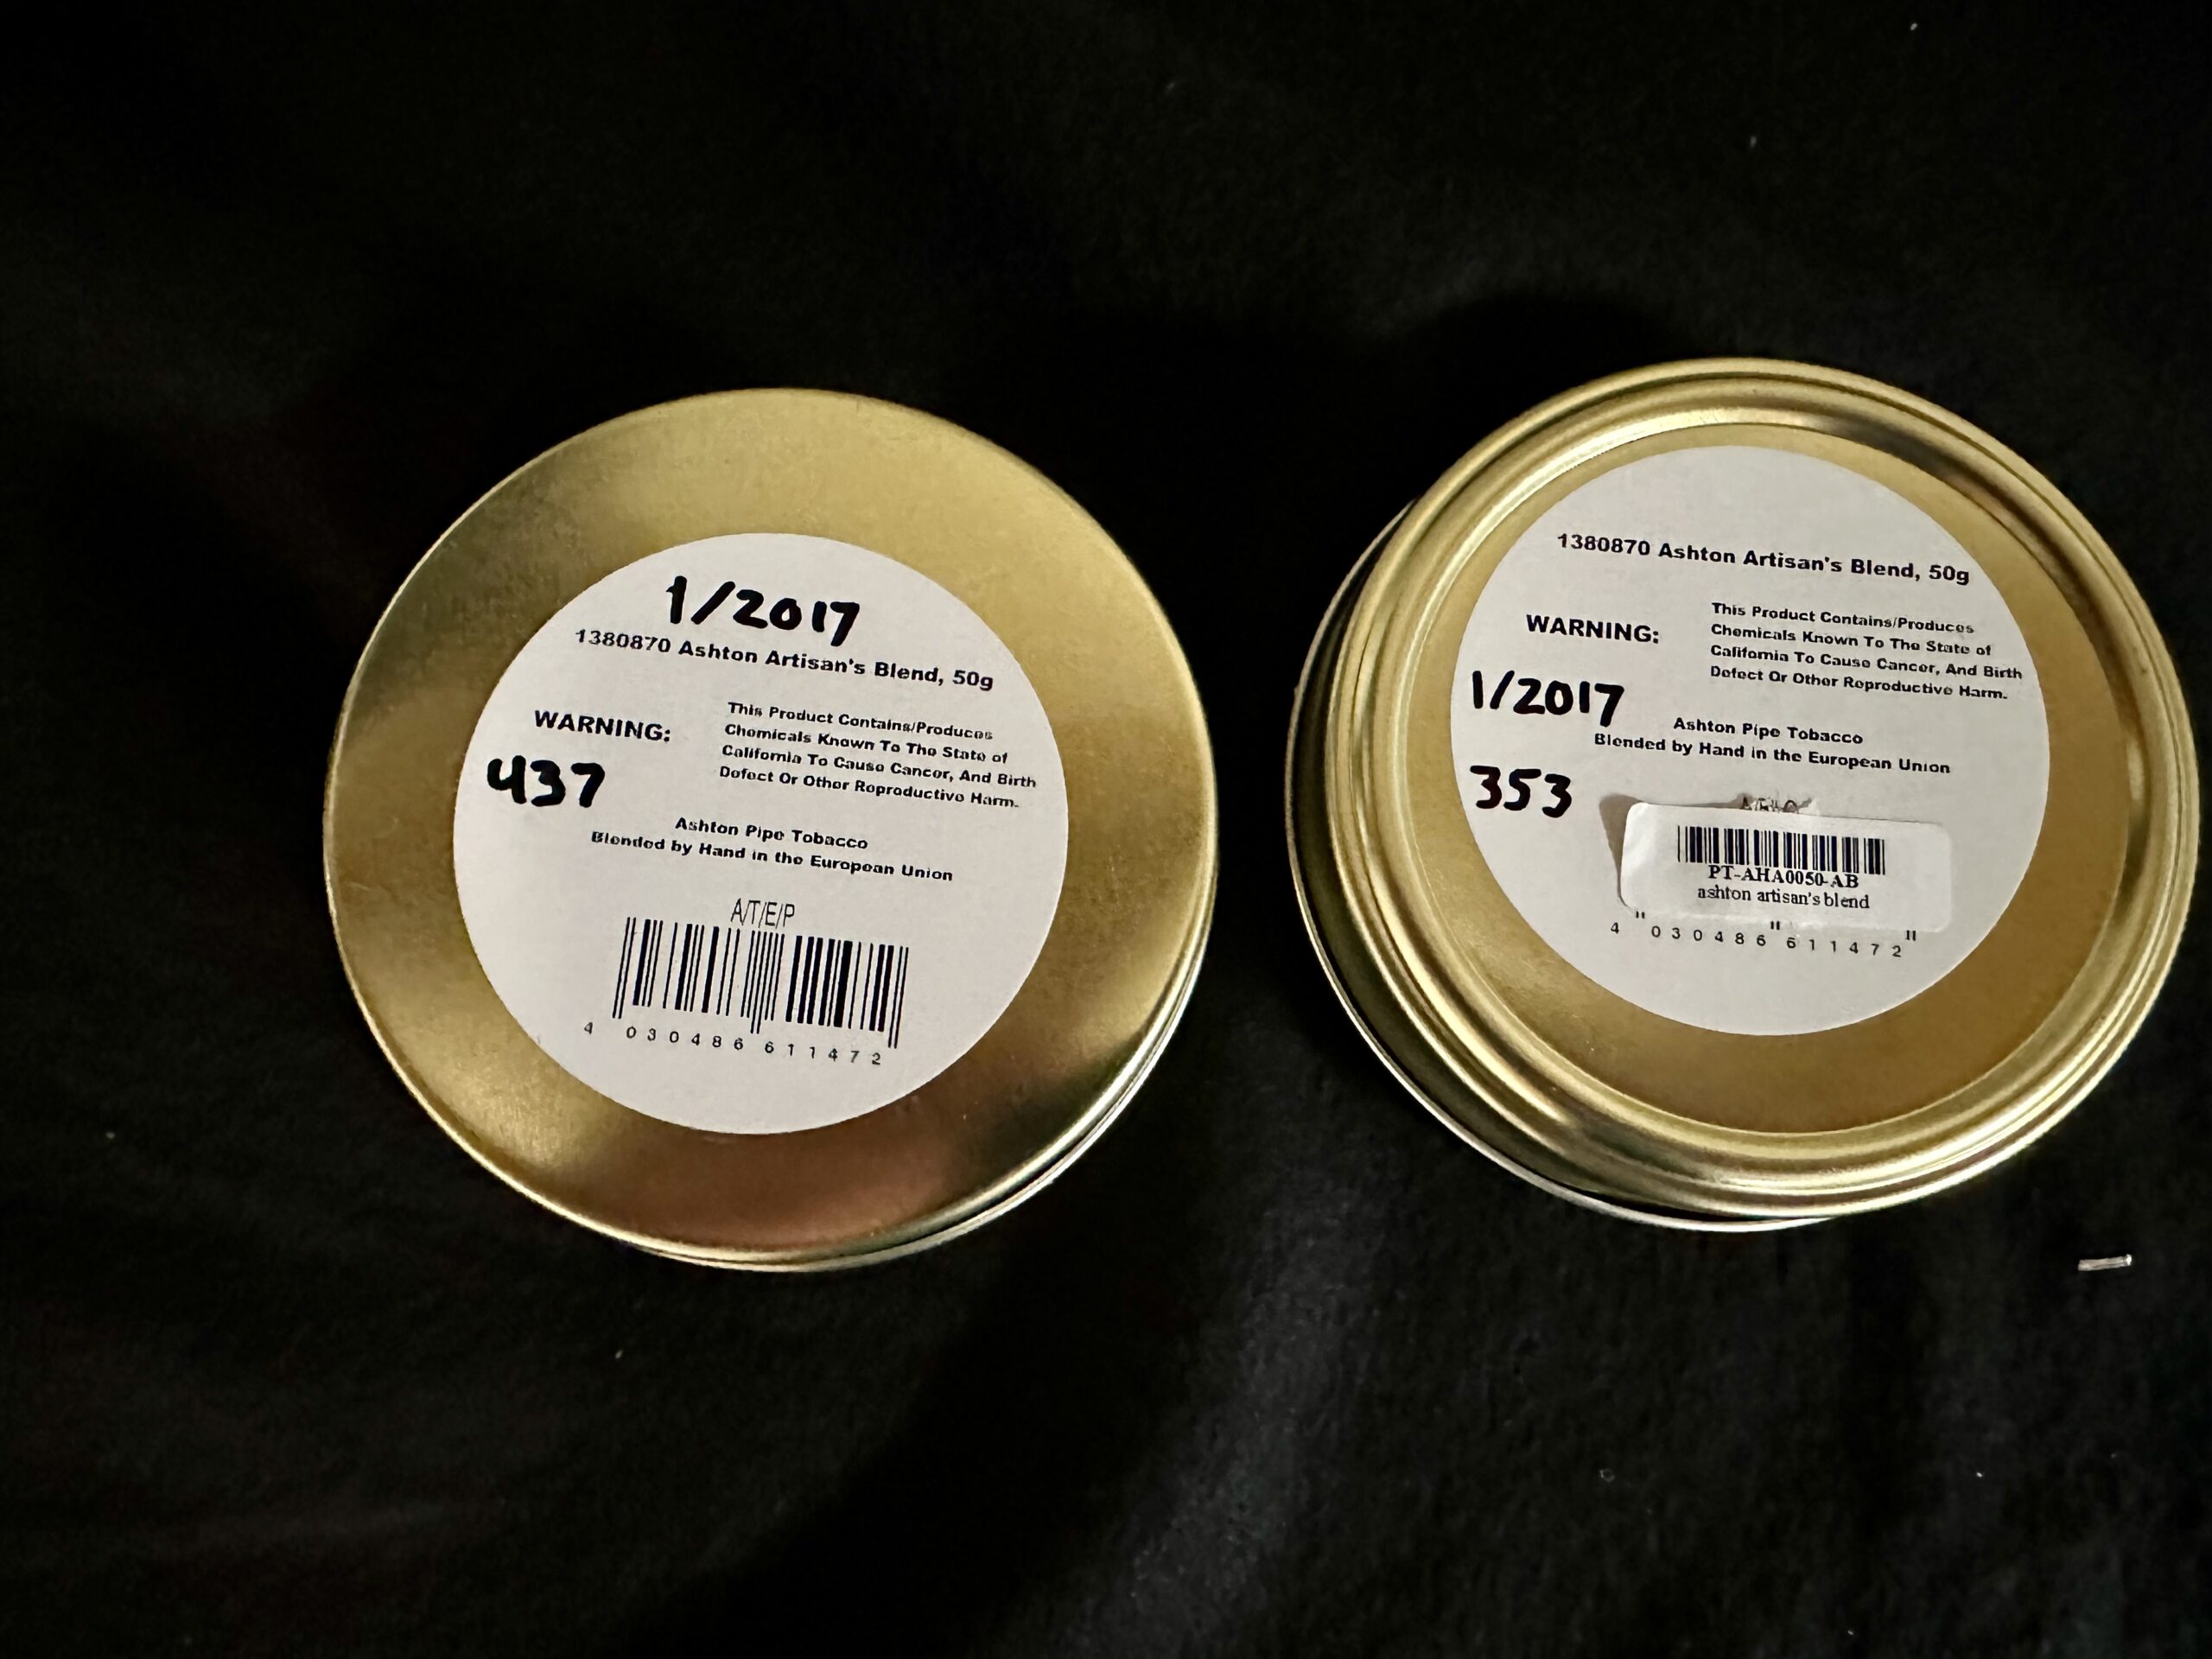 1/2017
1380870 Ashton Artisan's Blend, 50g
WARNING:
This Product Contains/Produces
Chemicals Known To The State of
California To Cause Cancer, And Birth
Defect Or Other Reproductive Harm.
437
Ashton Pipe Tobacco
Blended by Hand in the European Union
A/T/E/P
4 030486 611472
1380870 Ashton Artisan's Blend, 50g
WARNING:
This Product Contains/Produces
Chemicals Known To The State of
California To Cause Cancer, And Birth
Defect Or Other Reproductive Harm.
1/2017
Ashton Pipe Tobacco
Blended by Hand in the European Union
353
PT-AHA0050-AB
ashton artisan's blend
4 030486 611472